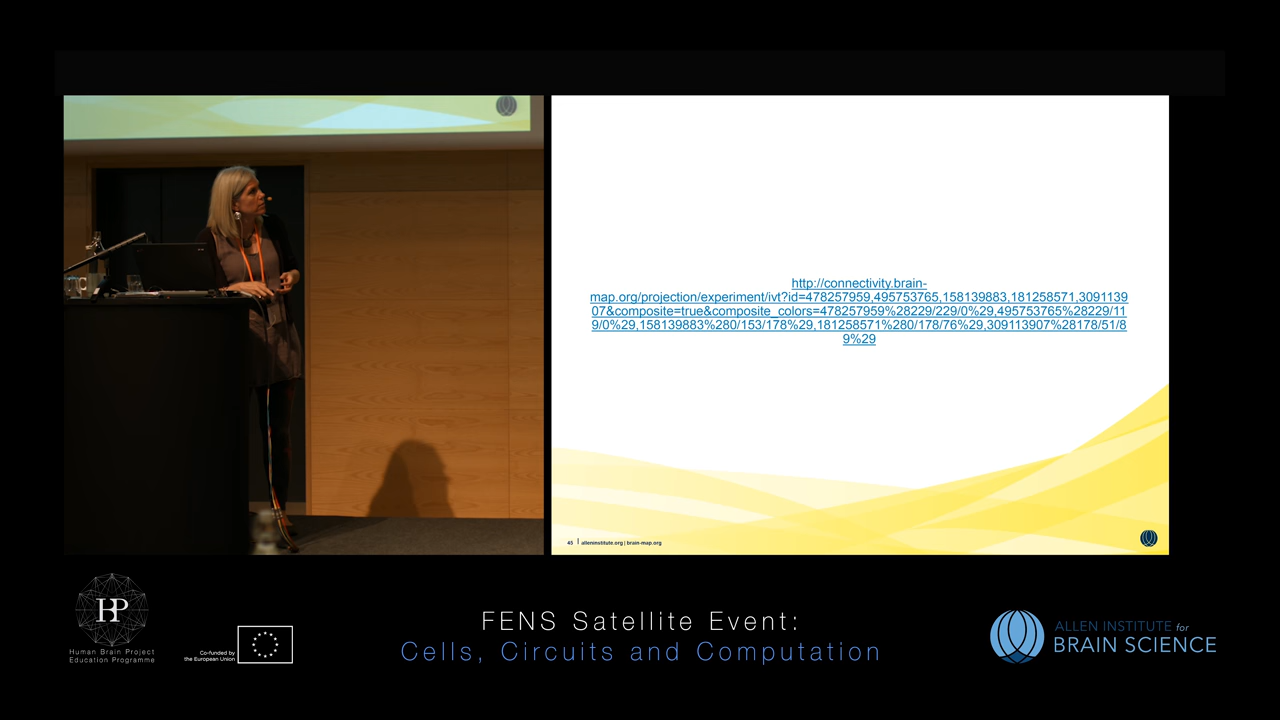 http://connectivity.brain-
map.org/projection/experiment/ivt?id=478257959,495753765,158139883,181258571,3091139
07&composite=true&composite_colors=478257959%28229/229/0%29,495753765%28229/11
9/0%29,158139883%280/153/178%29,181258571%280/178/76%29,309113907%28178/51/8
9%29
45 | alleninstitute.org | brain-map.org
HBP
Human Brain Project
Education Programme
Co-funded by
the European Union
FENS Satellite Event:
Cells, Circuits and Computation
ALLEN INSTITUTE for
BRAIN SCIENCE